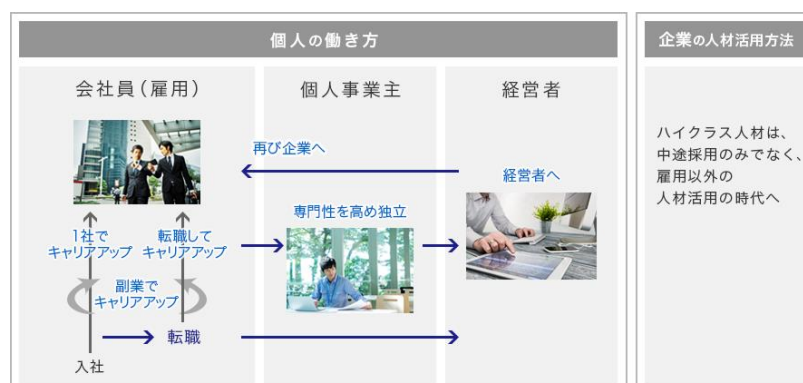 個人の働き方
会社員（雇用）
個人事業主
経営者
再び企業へ
経営者へ
専門性を高め独立
1社で
キャリアアップ
転職して
キャリアアップ
副業で
キャリアアップ
転職
入社
企業の人材活用方法
ハイクラス人材は、
中途採用のみでなく、
雇用以外の
人材活用の時代へ